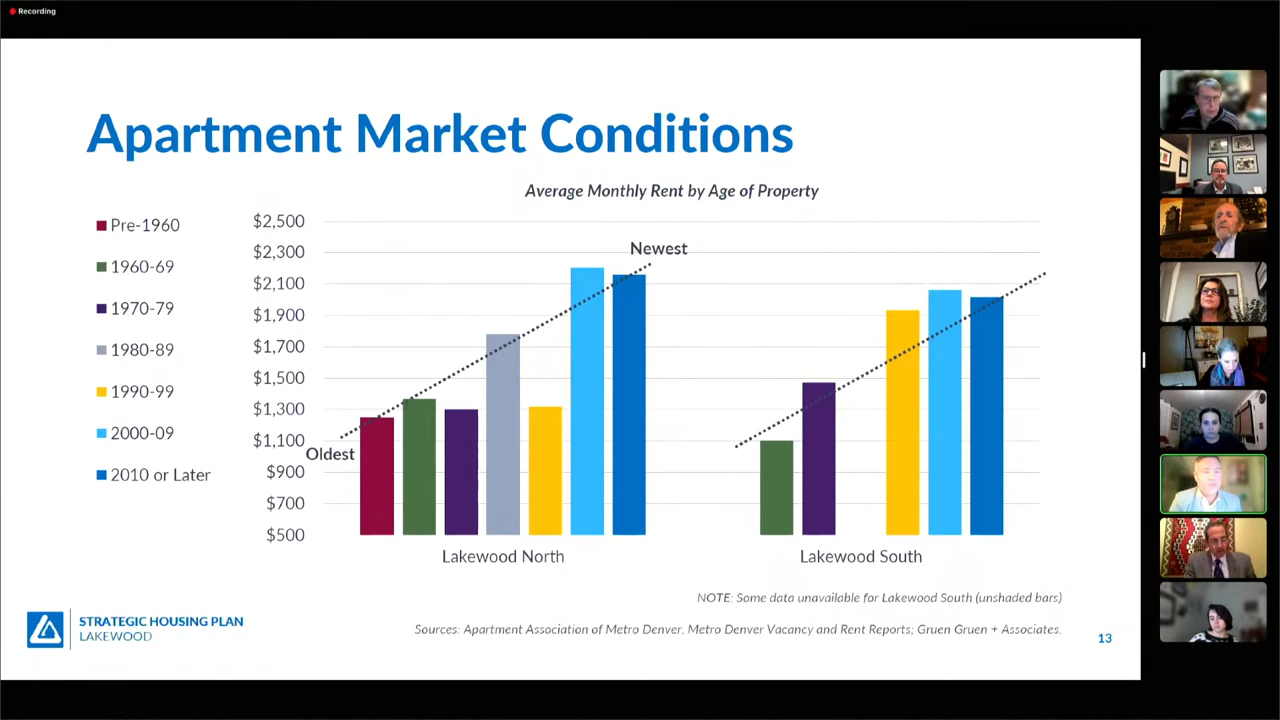 Recording
Apartment Market Conditions
Average Monthly Rent by Age of Property
Pre-1960
1960-69
1970-79
1980-89
1990-99
2000-09
2010 or Later
$2,500
$2,300
$2,100
$1,900
$1,700
$1,500
$1,300
$1,100
$900
$700
$500
Newest
Oldest
Lakewood North
Lakewood South
NOTE: Some data unavailable for Lakewood South (unshaded bars)
Sources: Apartment Association of Metro Denver, Metro Denver Vacancy and Rent Reports; Gruen Gruen + Associates.
STRATEGIC HOUSING PLAN
LAKEWOOD
13